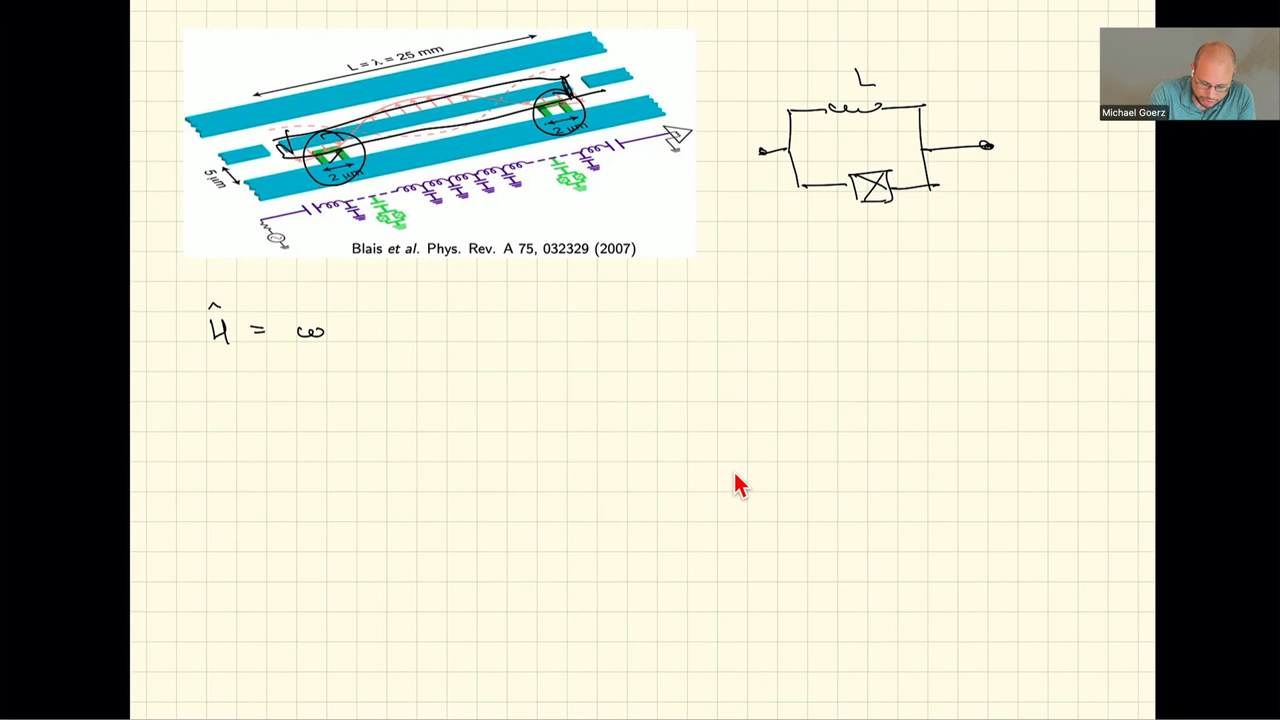 L = λ = 25 mm
L
Michael Goerz
2 μm
2 μm
5 μm
Blais et al. Phys. Rev. A 75, 032329 (2007)
Ĥ = ω